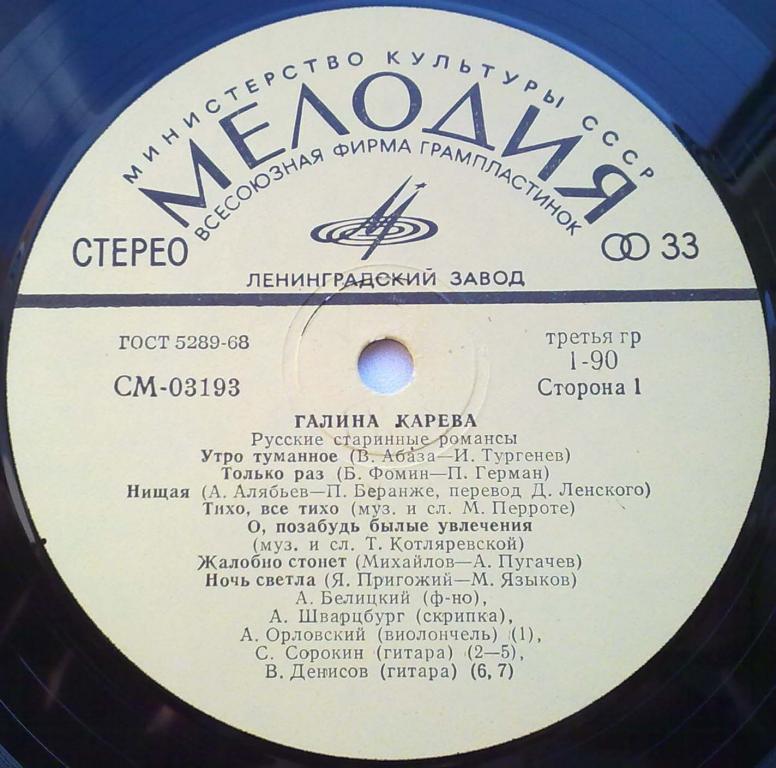 МИНИСТЕРСТВО КУЛЬТУРЫ СССР
МЕЛОДИЯ
ВСЕСОЮЗНАЯ ФИРМА ГРАМПЛАСТИНОК
СТЕРЕО
33
ЛЕНИНГРАДСКИЙ ЗАВОД
ГОСТ 5289-68
третья гр
1-90
СМ-03193
Сторона 1
ГАЛИНА КАРЕВА
Русские старинные романсы
Утро туманное (В. Абаза—И. Тургенев)
Только раз (Б. Фомин—П. Герман)
Нищая (А. Алябьев—П. Беранже, перевод Д. Ленского)
Тихо, все тихо (муз. и сл. М. Перроте)
О, позабудь былые увлечения
(муз. и сл. Т. Котляревской)
Жалобно стонет (Михайлов—А. Пугачев)
Ночь светла (Я. Пригожий—М. Языков)
А. Белицкий (ф-но),
А. Шварцбург (скрипка),
А. Орловский (виолончель) (1),
С. Сорокин (гитара) (2—5),
В. Денисов (гитара) (6, 7)